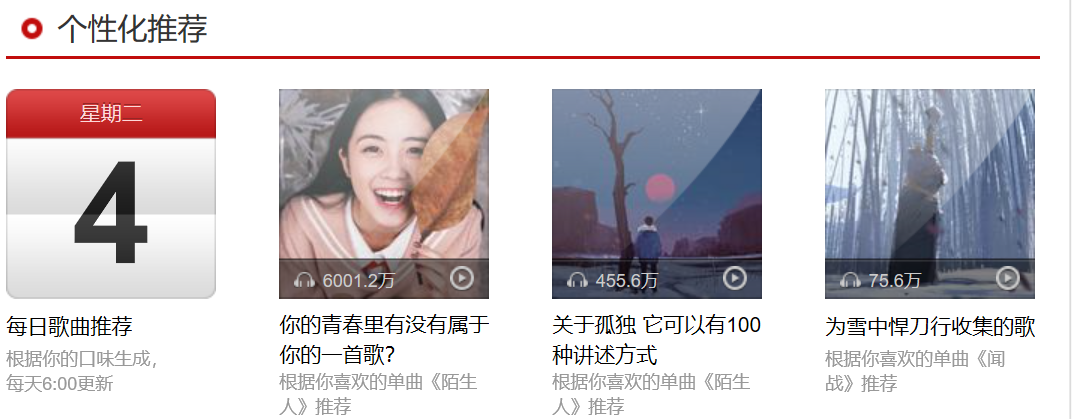 个性化推荐
星期二
4
每日歌曲推荐
根据你的口味生成，
每天6:00更新
6001.2万
你的青春里有没有属于
你的一首歌？
根据你喜欢的单曲《陌生
人》推荐
455.6万
关于孤独 它可以有100
种讲述方式
根据你喜欢的单曲《陌生
人》推荐
75.6万
为雪中悍刀行收集的歌
根据你喜欢的单曲《闻
战》推荐